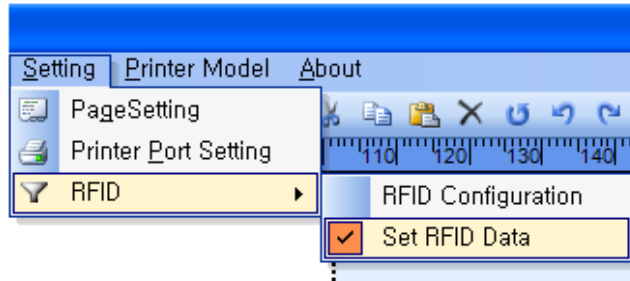 Setting Printer Model About
PageSetting
Printer Port Setting
110 120 130 140
RFID
RFID Configuration
Set RFID Data